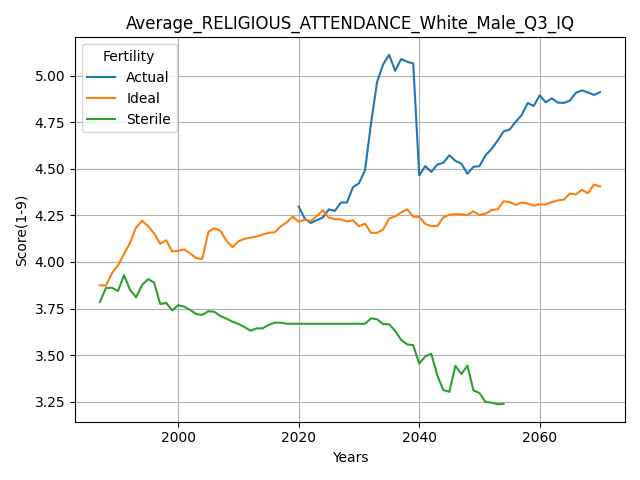 Average_RELIGIOUS_ATTENDANCE_White_Male_Q3_IQ
Fertility
Actual
Ideal
Sterile
Score(1-9)
5.00
4.75
4.50
4.25
4.00
3.75
3.50
3.25
2000
2020
2040
2060
Years